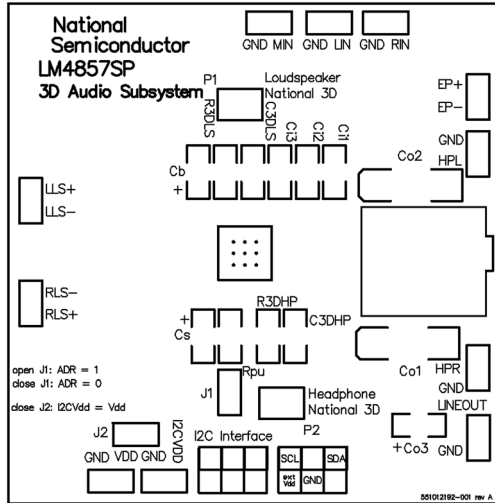 National
Semiconductor
LM4857SP
3D Audio Subsystem
GND MIN GND LIN GND RIN
P1
Loudspeaker
National 3D
R3DLS
C3DLS
Ci3
Ci2
Ci1
EP+
EP-
GND
HPL
Co2
Cb
+
LLS+
LLS-
RLS-
RLS+
+
Cs
R3DHP
C3DHP
Rpu
J1
Headphone
National 3D
P2
Co1
HPR
GND
LINEOUT
+Co3
GND
open J1: ADR = 1
close J1: ADR = 0
close J2: I2CVdd = Vdd
J2
I2CVDD
GND VDD GND
I2C Interface
SCL SDA
ext Vdd GND
551012192-001 rev A